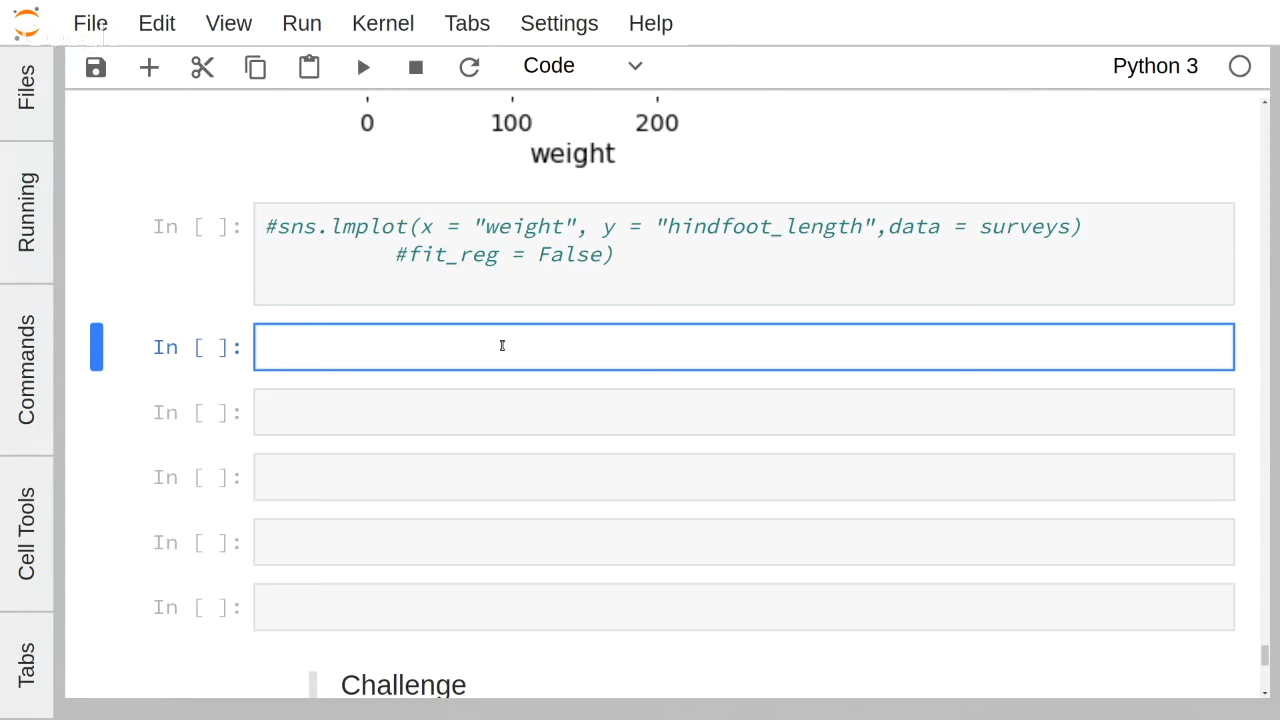 File Edit View Run Kernel Tabs Settings Help
Code Python 3
Files
Running
Commands
Cell Tools
Tabs
0 100 200
weight
In [ ]: #sns.lmplot(x = "weight", y = "hindfoot_length",data = surveys)
#fit_reg = False)
In [ ]:
In [ ]:
In [ ]:
In [ ]:
In [ ]:
Challenge